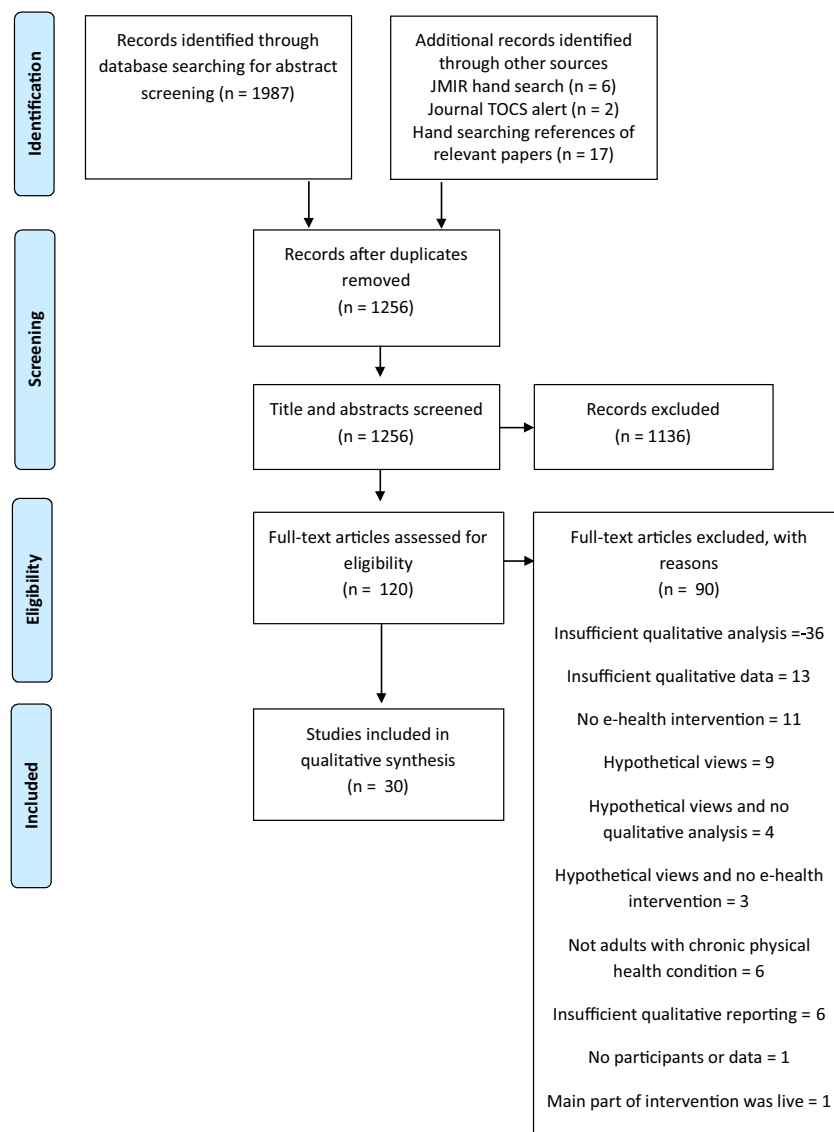 Identification
Records identified through
database searching for abstract
screening (n = 1987)
Additional records identified
through other sources
JMIR hand search (n = 6)
Journal TOCS alert (n = 2)
Hand searching references of
relevant papers (n = 17)
Screening
Records after duplicates
removed
(n = 1256)
Title and abstracts screened
(n = 1256)
Records excluded
(n = 1136)
Eligibility
Full-text articles assessed for
eligibility
(n = 120)
Full-text articles excluded, with
reasons
(n = 90)
Insufficient qualitative analysis =-36
Insufficient qualitative data = 13
No e-health intervention = 11
Hypothetical views = 9
Hypothetical views and no
qualitative analysis = 4
Hypothetical views and no e-health
intervention = 3
Not adults with chronic physical
health condition = 6
Insufficient qualitative reporting = 6
No participants or data = 1
Main part of intervention was live = 1
Included
Studies included in
qualitative synthesis
(n = 30)